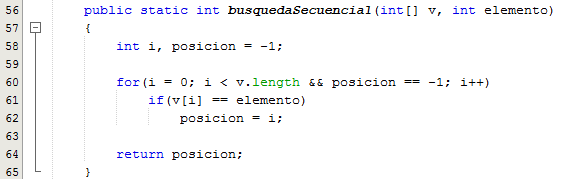 56 public static int busquedaSecuencial(int[] v, int elemento)
57 {
58 int i, posicion = -1;
59
60 for(i = 0; i < v.length && posicion == -1; i++)
61 if(v[i] == elemento)
62 posicion = i;
63
64 return posicion;
65 }